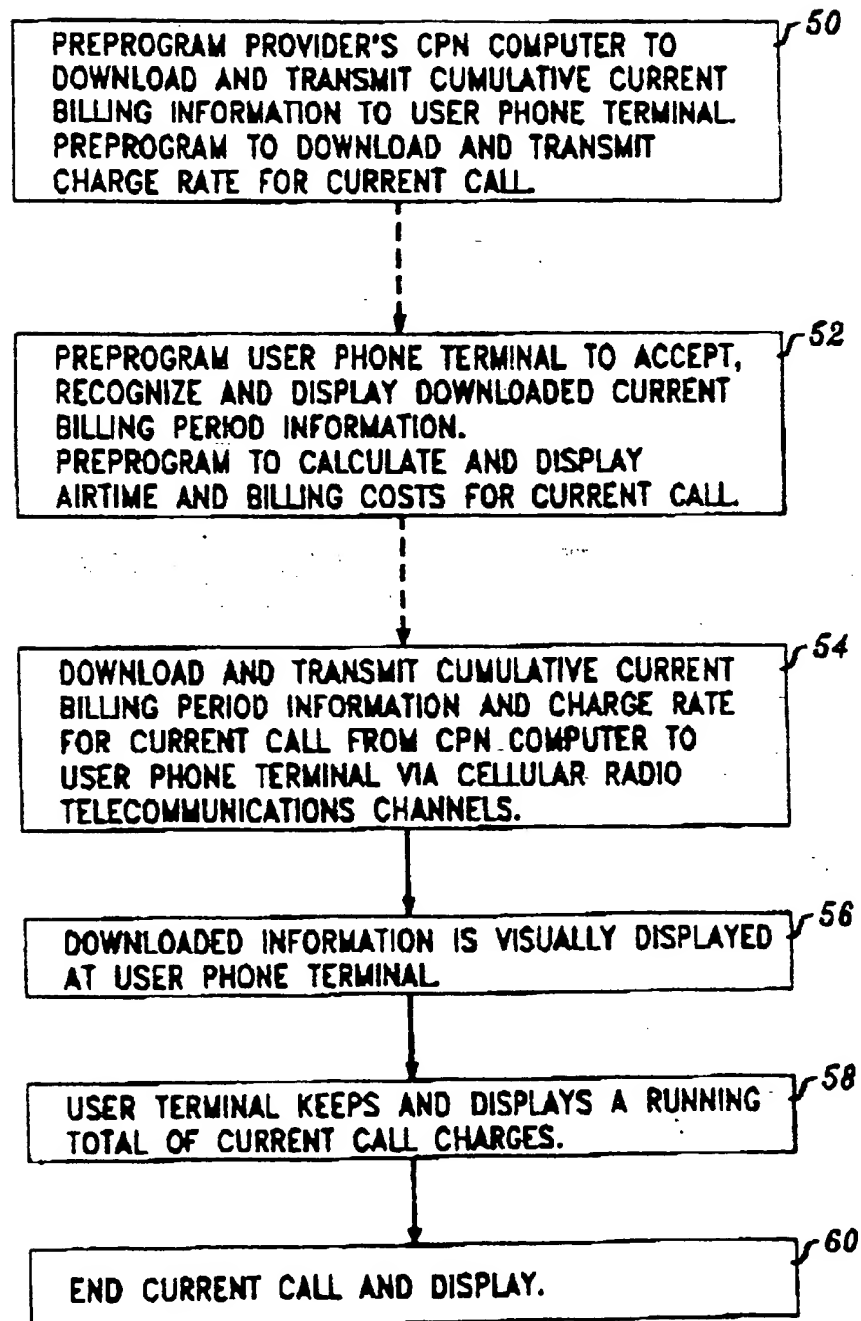 50
PREPROGRAM PROVIDER'S CPN COMPUTER TO
DOWNLOAD AND TRANSMIT CUMULATIVE CURRENT
BILLING INFORMATION TO USER PHONE TERMINAL.
PREPROGRAM TO DOWNLOAD AND TRANSMIT
CHARGE RATE FOR CURRENT CALL.
52
PREPROGRAM USER PHONE TERMINAL TO ACCEPT,
RECOGNIZE AND DISPLAY DOWNLOADED CURRENT
BILLING PERIOD INFORMATION.
PREPROGRAM TO CALCULATE AND DISPLAY
AIRTIME AND BILLING COSTS FOR CURRENT CALL.
54
DOWNLOAD AND TRANSMIT CUMULATIVE CURRENT
BILLING PERIOD INFORMATION AND CHARGE RATE
FOR CURRENT CALL FROM CPN COMPUTER TO
USER PHONE TERMINAL VIA CELLULAR RADIO
TELECOMMUNICATIONS CHANNELS.
56
DOWNLOADED INFORMATION IS VISUALLY DISPLAYED
AT USER PHONE TERMINAL
58
USER TERMINAL KEEPS AND DISPLAYS A RUNNING
TOTAL OF CURRENT CALL CHARGES.
60
END CURRENT CALL AND DISPLAY.